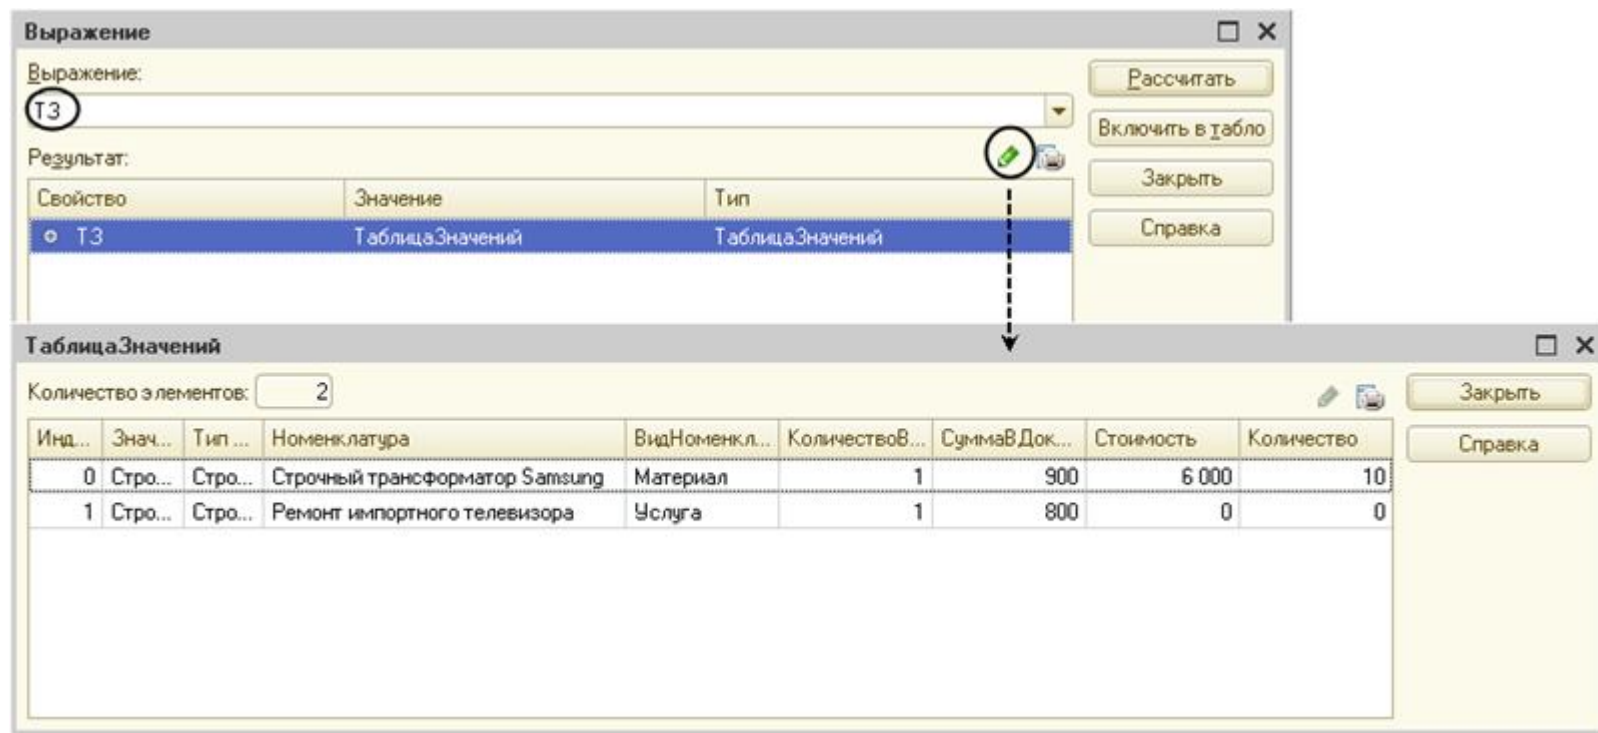 Выражение
Выражение:
ТЗ
Рассчитать
Включить в табло
Результат:
Закрыть
Свойство Значение Тип
Справка
ТЗ ТаблицаЗначений ТаблицаЗначений
ТаблицаЗначений
Количество элементов: 2
Закрыть
Инд... Знач... Тип ... Номенклатура ВидНоменкл... КоличествоВ... СуммаВДок... Стоимость Количество
Справка
0 Стро... Стро... Строчный трансформатор Samsung Материал 1 900 6 000 10
1 Стро... Стро... Ремонт импортного телевизора Услуга 1 800 0 0